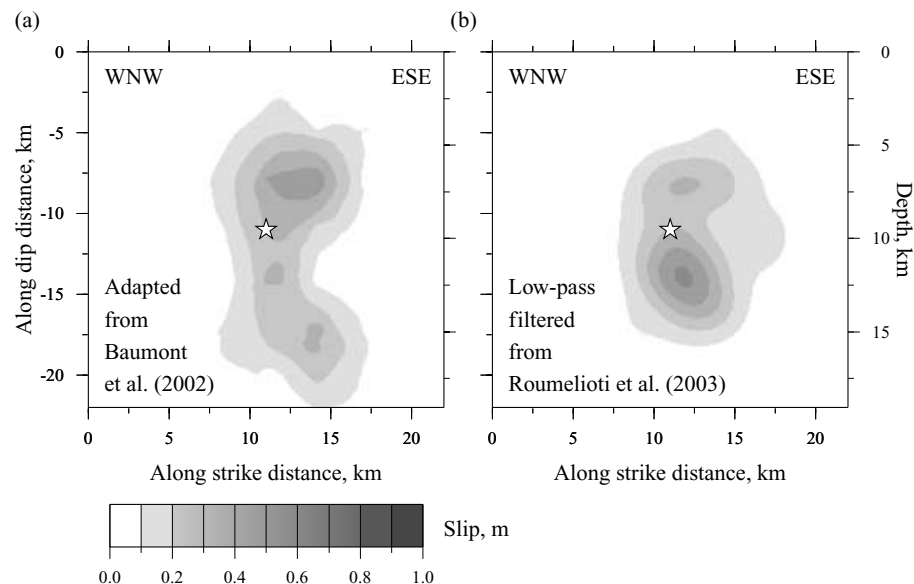 (a)
(b)
WNW
ESE
WNW
ESE
0
-5
-10
-15
-20
Along dip distance, km
0
5
10
15
Depth, km
Adapted
from
Baumont
et al. (2002)
Low-pass
filtered
from
Roumelioti et al. (2003)
0 5 10 15 20
0 5 10 15 20
Along strike distance, km
Along strike distance, km
Slip, m
0.0 0.2 0.4 0.6 0.8 1.0